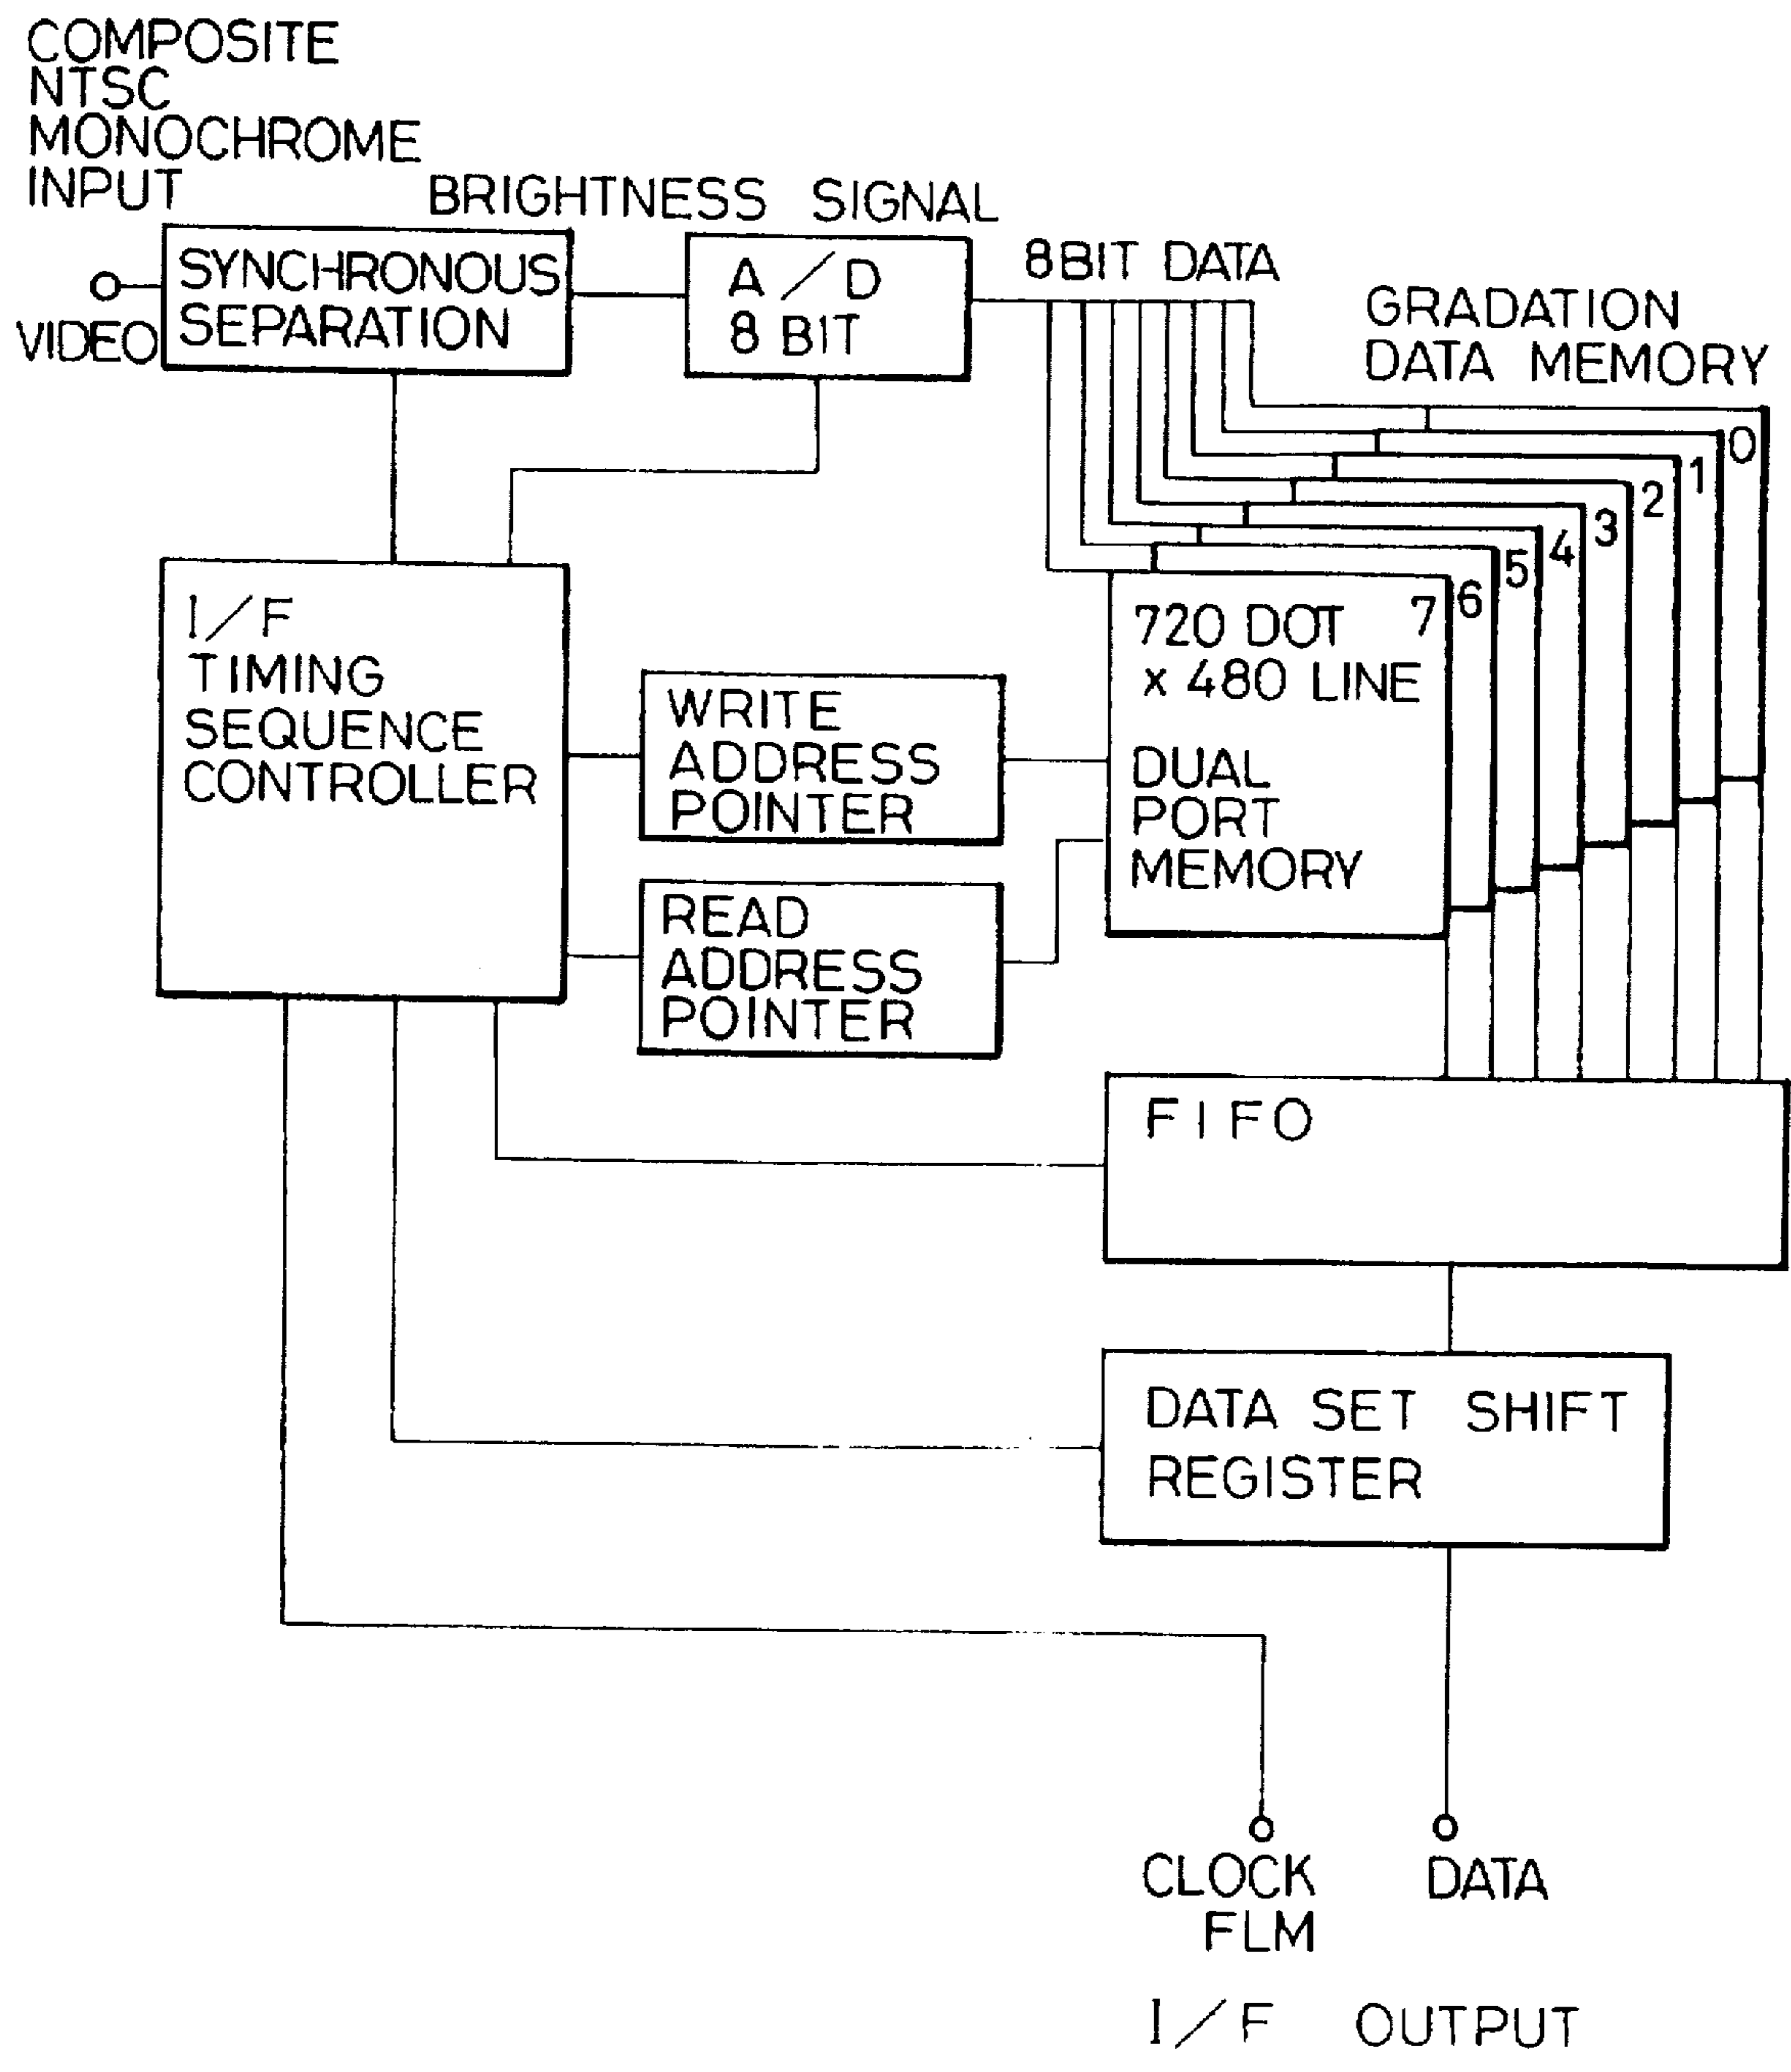 COMPOSITE
NTSC
MONOCHROME
INPUT
BRIGHTNESS SIGNAL
VIDEO
SYNCHRONOUS
SEPARATION
A/D
8 BIT
8BIT DATA
GRADATION
DATA MEMORY
0
1
2
3
4
5
6
7
720 DOT
x 480 LINE
DUAL
PORT
MEMORY
I/F
TIMING
SEQUENCE
CONTROLLER
WRITE
ADDRESS
POINTER
READ
ADDRESS
POINTER
FIFO
DATA SET SHIFT
REGISTER
CLOCK
FLM
DATA
I/F OUTPUT